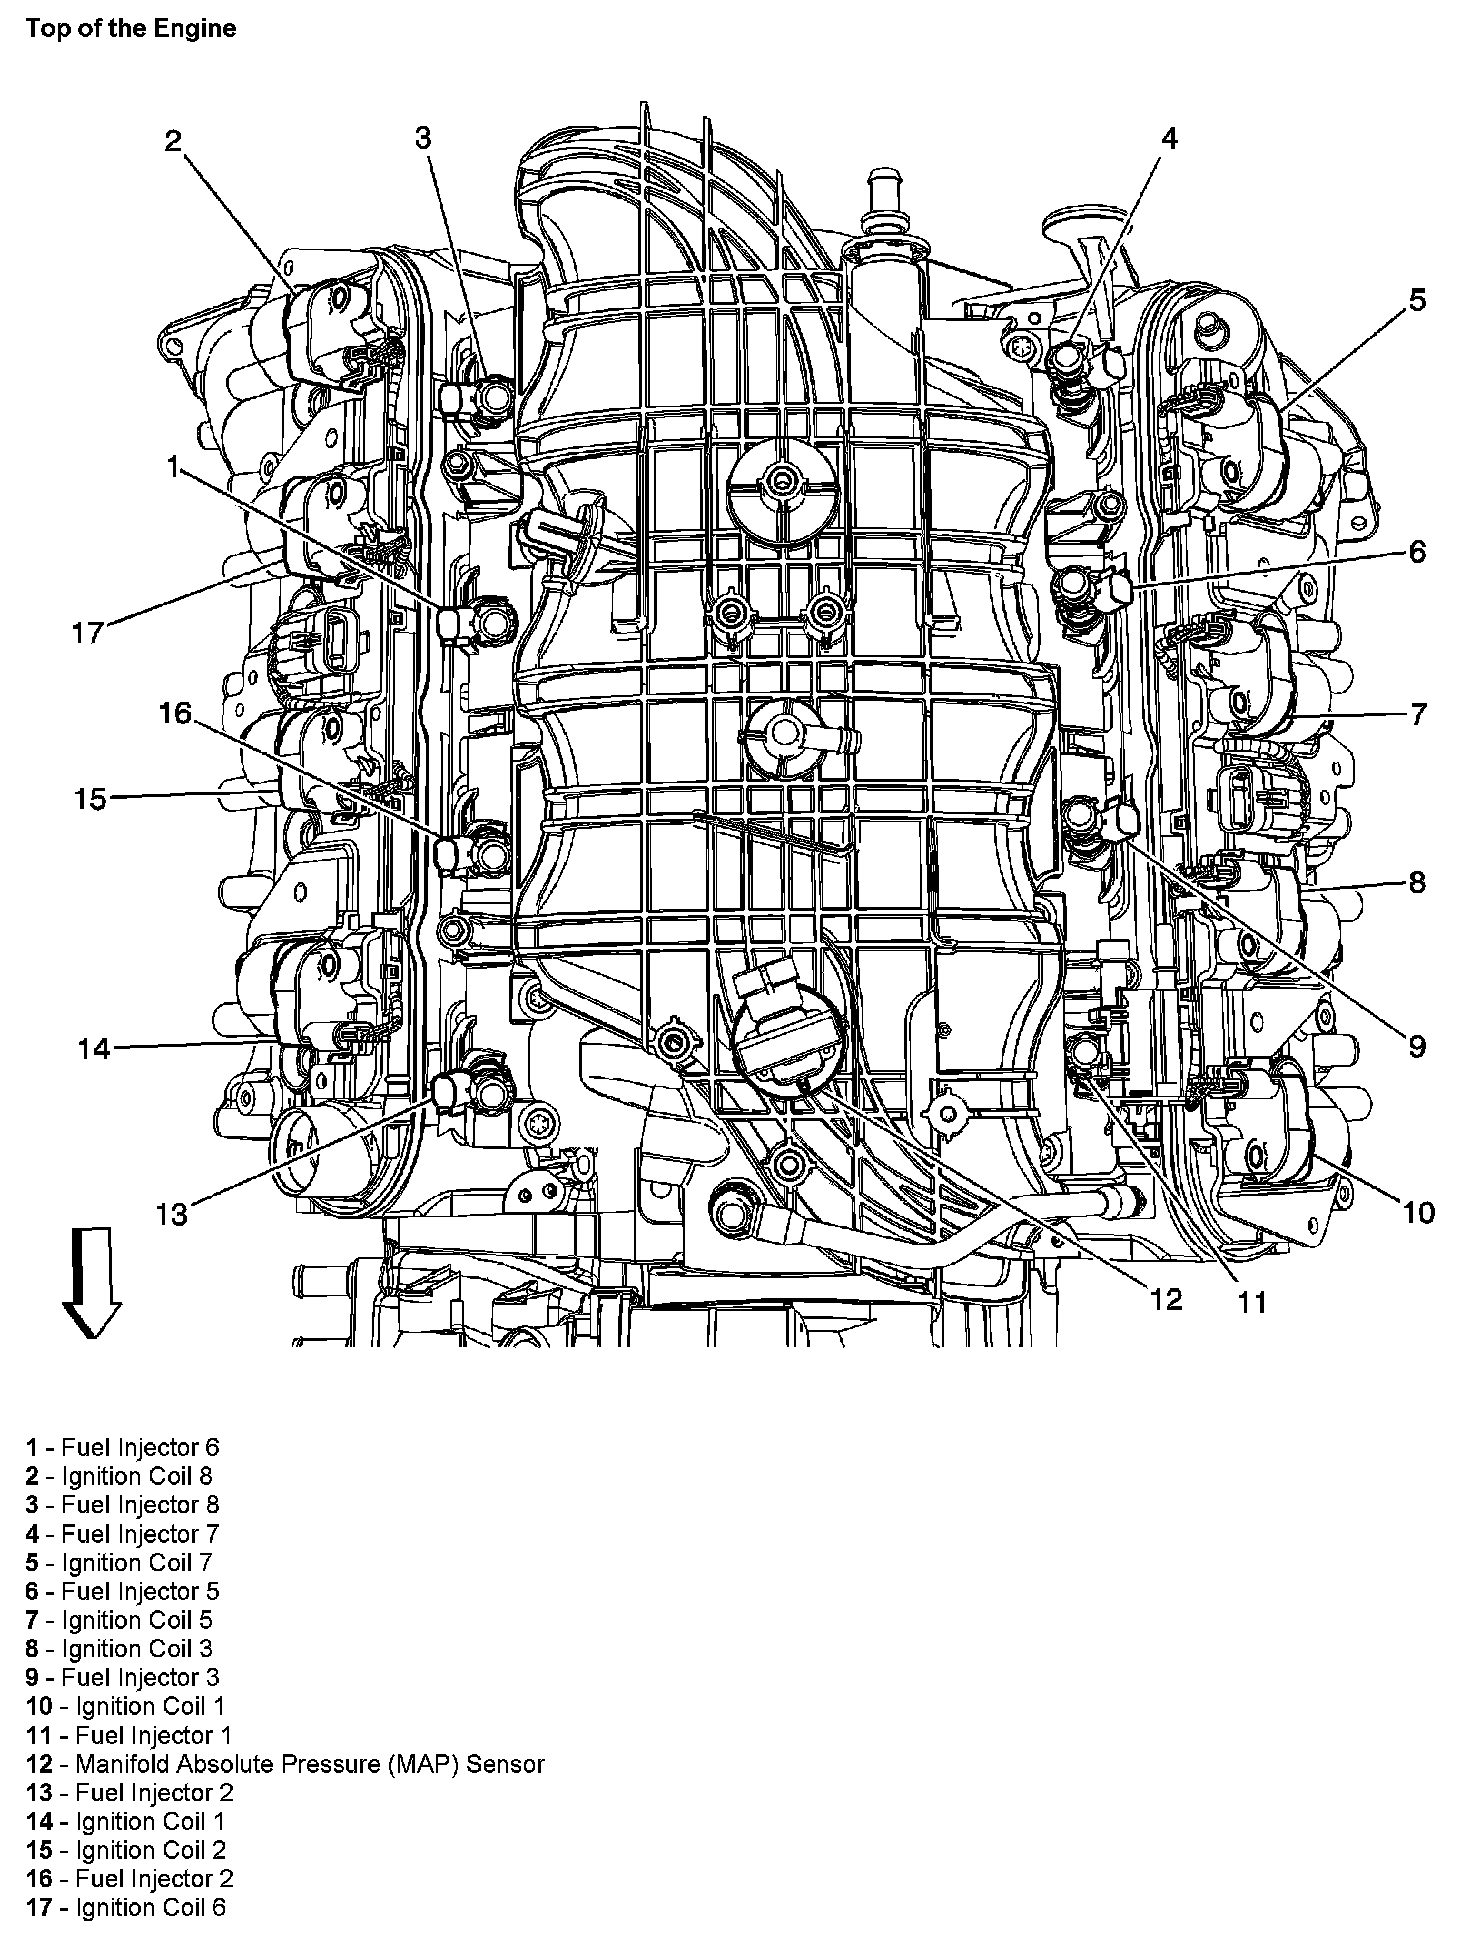 Top of the Engine
2
3
4
5
1
6
17
16
7
15
8
14
9
13
10
12
11
1 - Fuel Injector 6
2 - Ignition Coil 8
3 - Fuel Injector 8
4 - Fuel Injector 7
5 - Ignition Coil 7
6 - Fuel Injector 5
7 - Ignition Coil 5
8 - Ignition Coil 3
9 - Fuel Injector 3
10 - Ignition Coil 1
11 - Fuel Injector 1
12 - Manifold Absolute Pressure (MAP) Sensor
13 - Fuel Injector 2
14 - Ignition Coil 1
15 - Ignition Coil 2
16 - Fuel Injector 2
17 - Ignition Coil 6